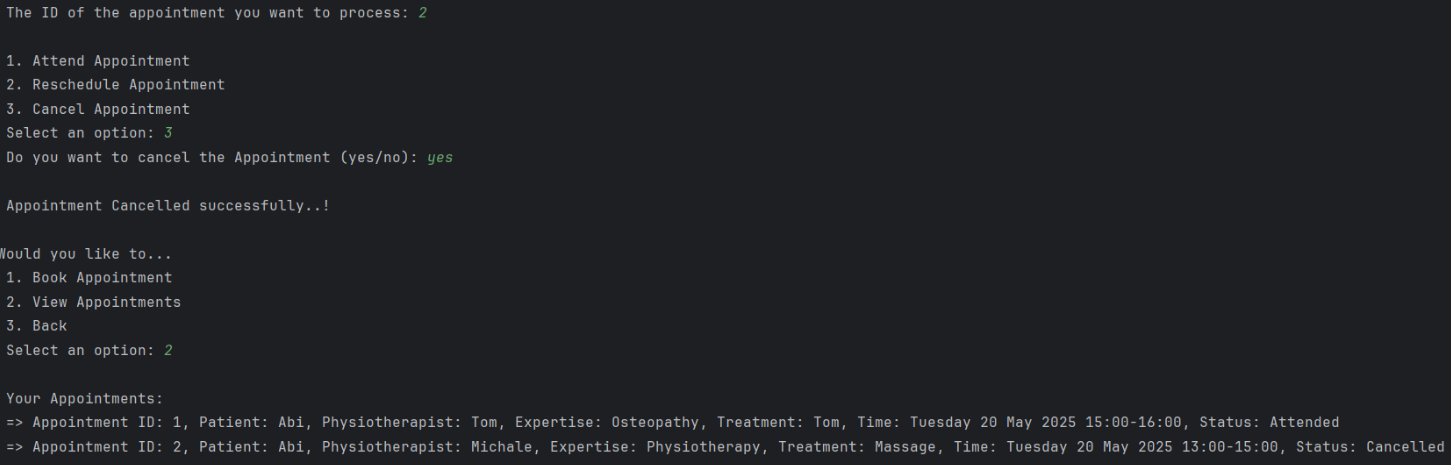 The ID of the appointment you want to process: 2
1. Attend Appointment
2. Reschedule Appointment
3. Cancel Appointment
Select an option: 3
Do you want to cancel the Appointment (yes/no): yes
Appointment Cancelled successfully..!
Would you like to...
1. Book Appointment
2. View Appointments
3. Back
Select an option: 2
Your Appointments:
=> Appointment ID: 1, Patient: Abi, Physiotherapist: Tom, Expertise: Osteopathy, Treatment: Tom, Time: Tuesday 20 May 2025 15:00-16:00, Status: Attended
=> Appointment ID: 2, Patient: Abi, Physiotherapist: Michale, Expertise: Physiotherapy, Treatment: Massage, Time: Tuesday 20 May 2025 13:00-15:00, Status: Cancelled